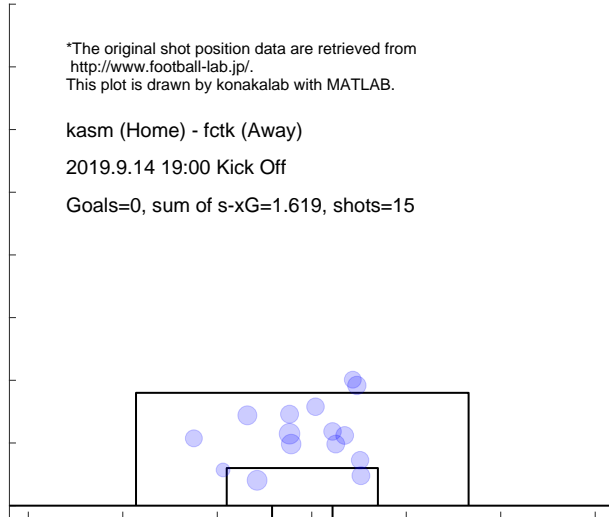 *The original shot position data are retrieved from
http://www.football-lab.jp/.
This plot is drawn by konakalab with MATLAB.
kasm (Home) - fctk (Away)
2019.9.14 19:00 Kick Off
Goals=0, sum of s-xG=1.619, shots=15